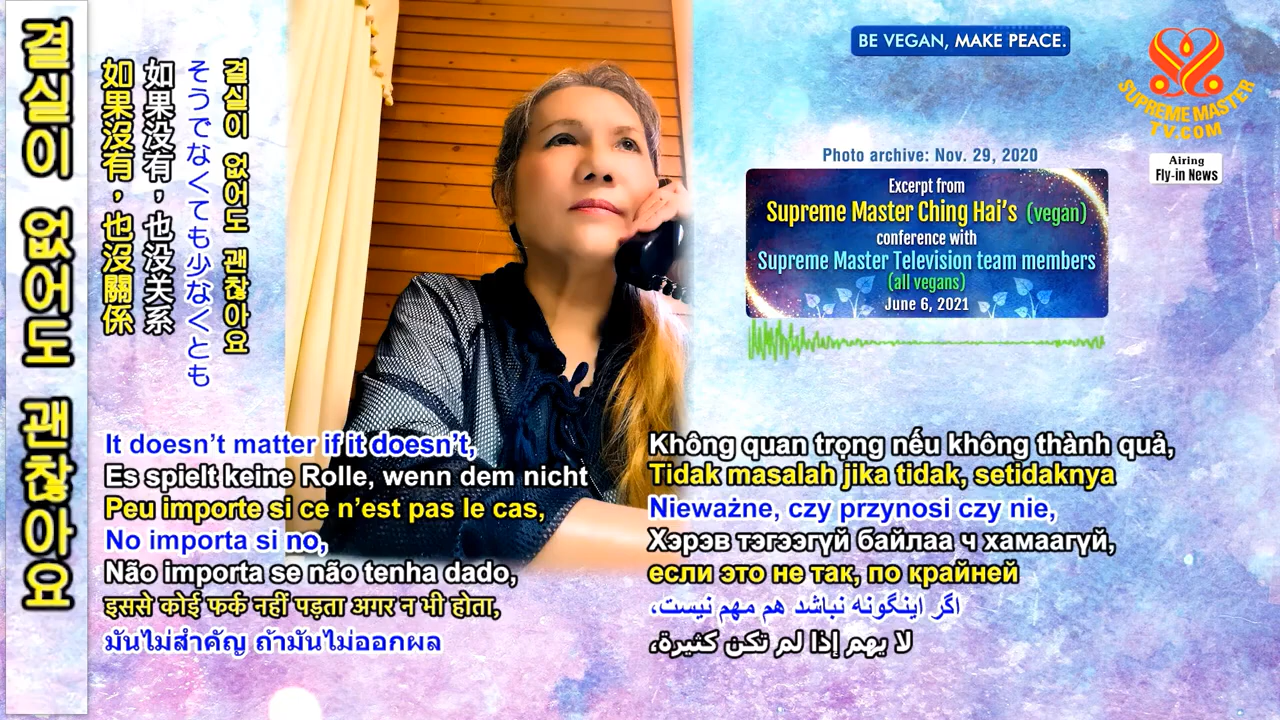 결실이 없어도 괜찮아요
如果沒有，也沒關係
如果没有，也没关系
そうでなくても少なくとも
결실이 없어도 괜찮아요
BE VEGAN, MAKE PEACE.
SUPREME MASTER
TV.COM
Airing
Fly-in News
Photo archive: Nov. 29, 2020
Excerpt from
Supreme Master Ching Hai's (vegan)
conference with
Supreme Master Television team members
(all vegans)
June 6, 2021
It doesn't matter if it doesn't,
Es spielt keine Rolle, wenn dem nicht
Peu importe si ce n'est pas le cas,
No importa si no,
Não importa se não tenha dado,
इससे कोई फर्क नहीं पड़ता अगर न भी होता,
มันไม่สำคัญ ถ้ามันไม่ออกผล
Không quan trọng nếu không thành quả,
Tidak masalah jika tidak, setidaknya
Nieważne, czy przynosi czy nie,
Хэрэв тэгээгүй байлаа ч хамаагүй,
если это не так, по крайней
اگر اینگونه نباشد هم مهم نیست،
لا يهم إذا لم تكن كثيرة،